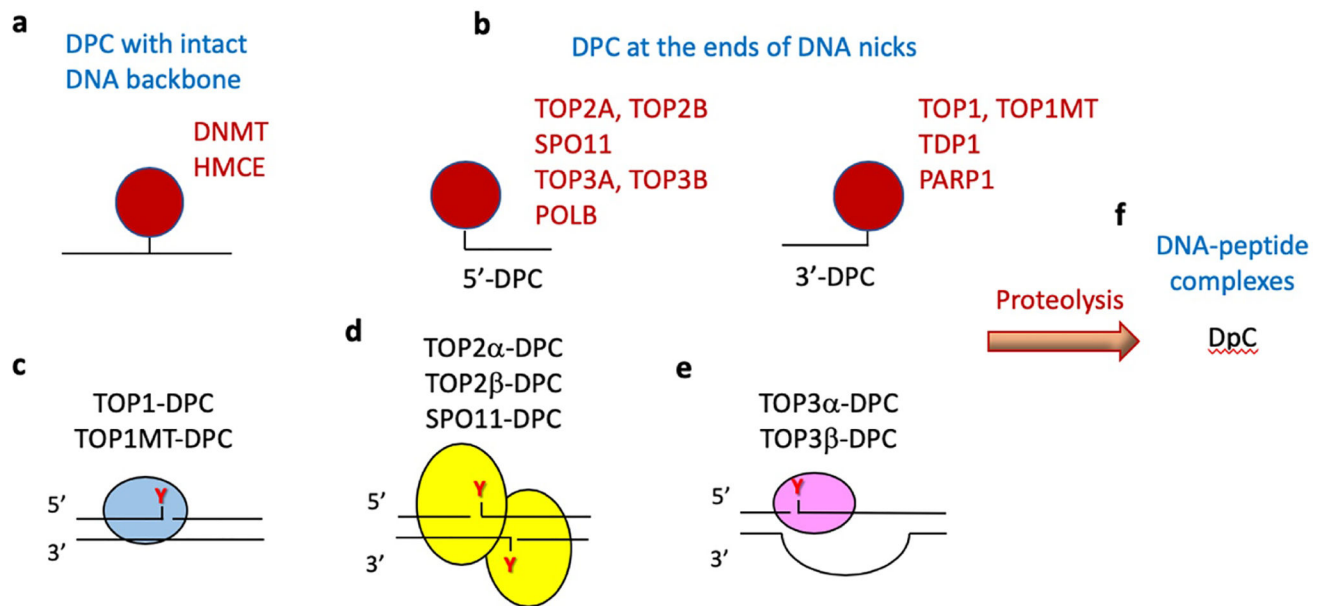 a
DPC with intact
DNA backbone
DNMT
HMCE
b
DPC at the ends of DNA nicks
TOP2A, TOP2B
SPO11
TOP3A, TOP3B
POLB
5’-DPC
TOP1, TOP1MT
TDP1
PARP1
3’-DPC
f
DNA-peptide
complexes
Proteolysis
DpC
c
TOP1-DPC
TOP1MT-DPC
Y
5’
3’
d
TOP2α-DPC
TOP2β-DPC
SPO11-DPC
Y
5’
3’
Y
e
TOP3α-DPC
TOP3β-DPC
Y
5’
3’